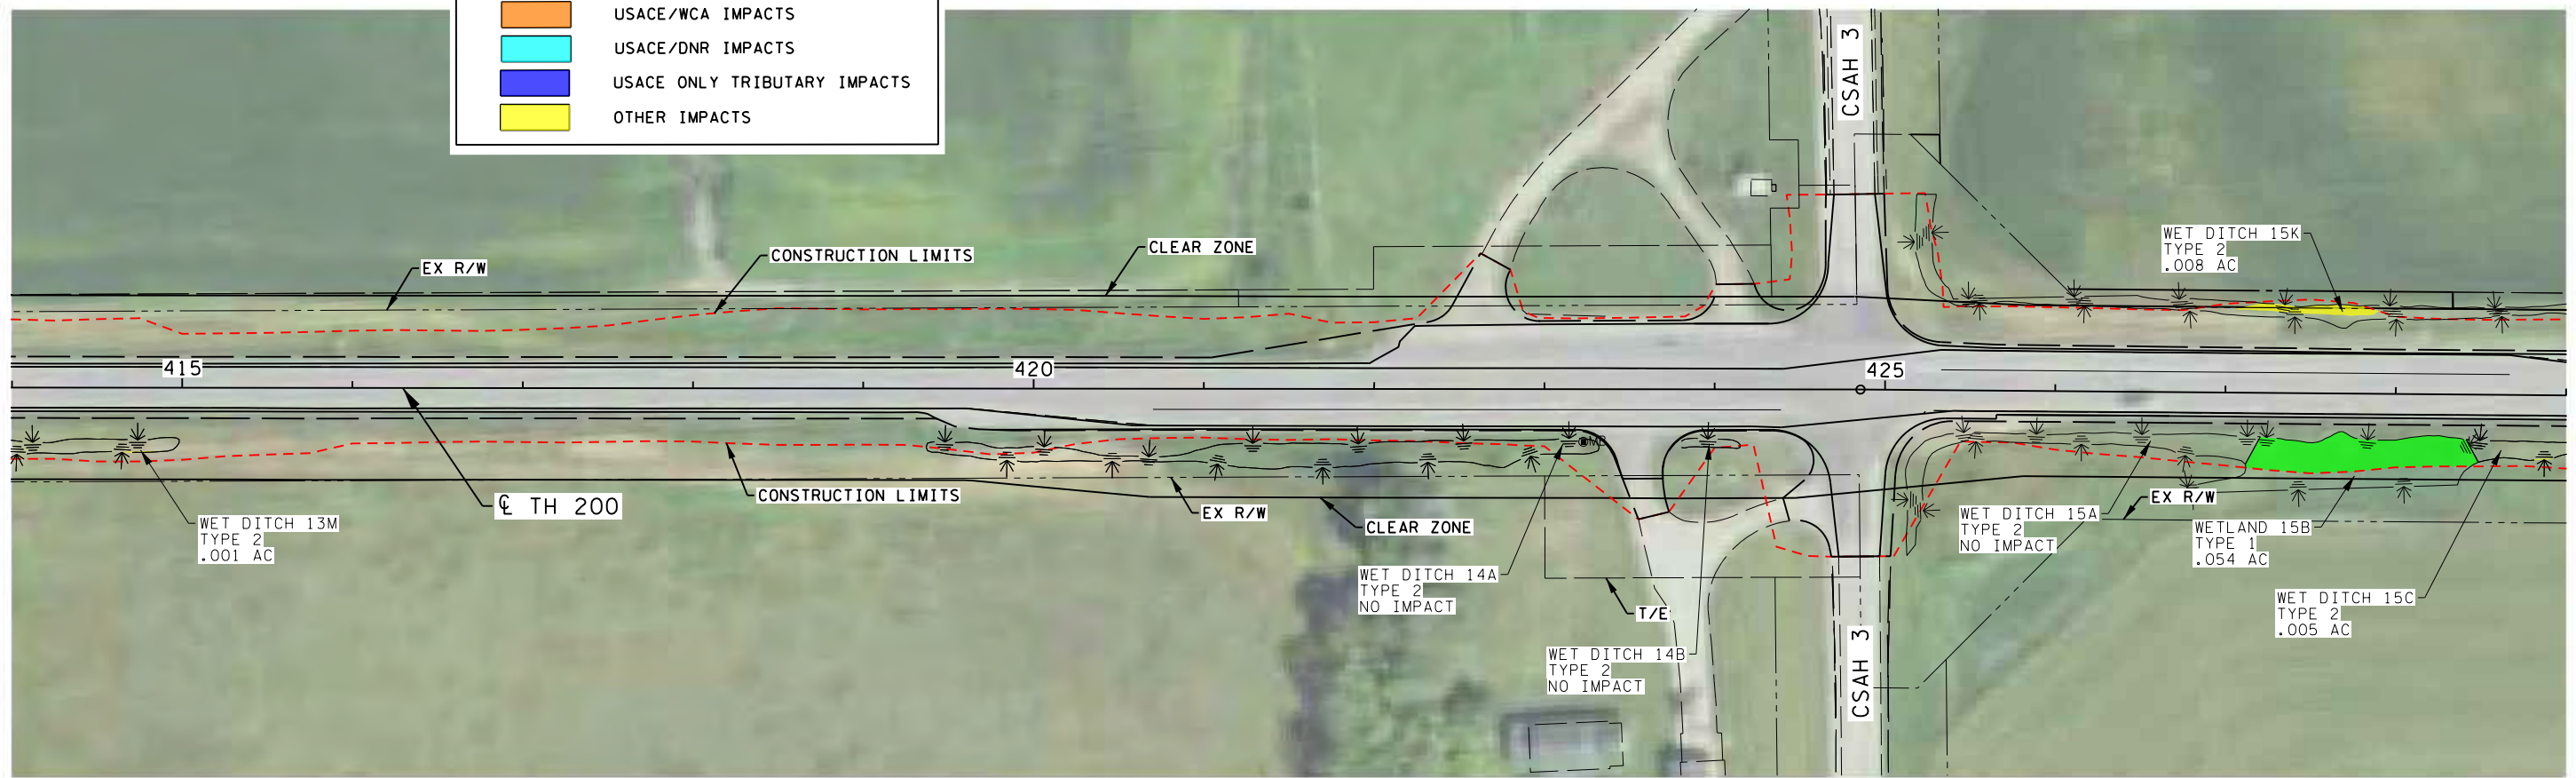 USACE/WCA IMPACTS
USACE/DNR IMPACTS
USACE ONLY TRIBUTARY IMPACTS
OTHER IMPACTS
CSAH 3
WET DITCH 15K
TYPE 2
.008 AC
CLEAR ZONE
CONSTRUCTION LIMITS
EX R/W
415
420
425
MB
CONSTRUCTION LIMITS
℄ TH 200
WET DITCH 13M
TYPE 2
.001 AC
EX R/W
CLEAR ZONE
WET DITCH 14A
TYPE 2
NO IMPACT
T/E
WET DITCH 14B
TYPE 2
NO IMPACT
CSAH 3
WET DITCH 15A
TYPE 2
NO IMPACT
EX R/W
WETLAND 15B
TYPE 1
.054 AC
WET DITCH 15C
TYPE 2
.005 AC